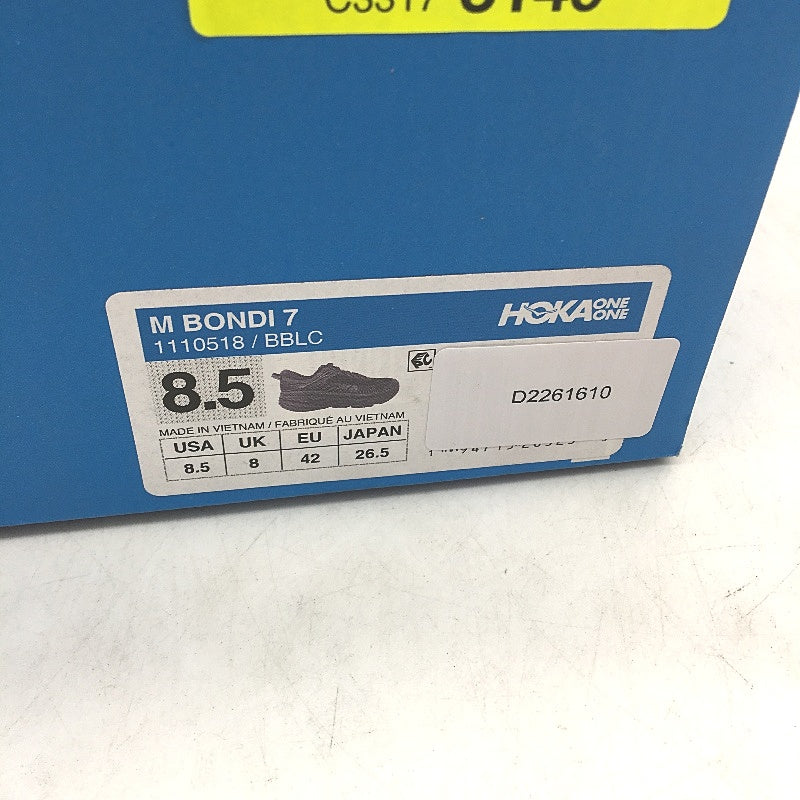 M BONDI 7
HOKA ONE ONE
1110518 / BBLC
8.5
D2261610
MADE IN VIETNAM / FABRIQUÉ AU VIETNAM
USA UK EU JAPAN
8.5 8 42 26.5